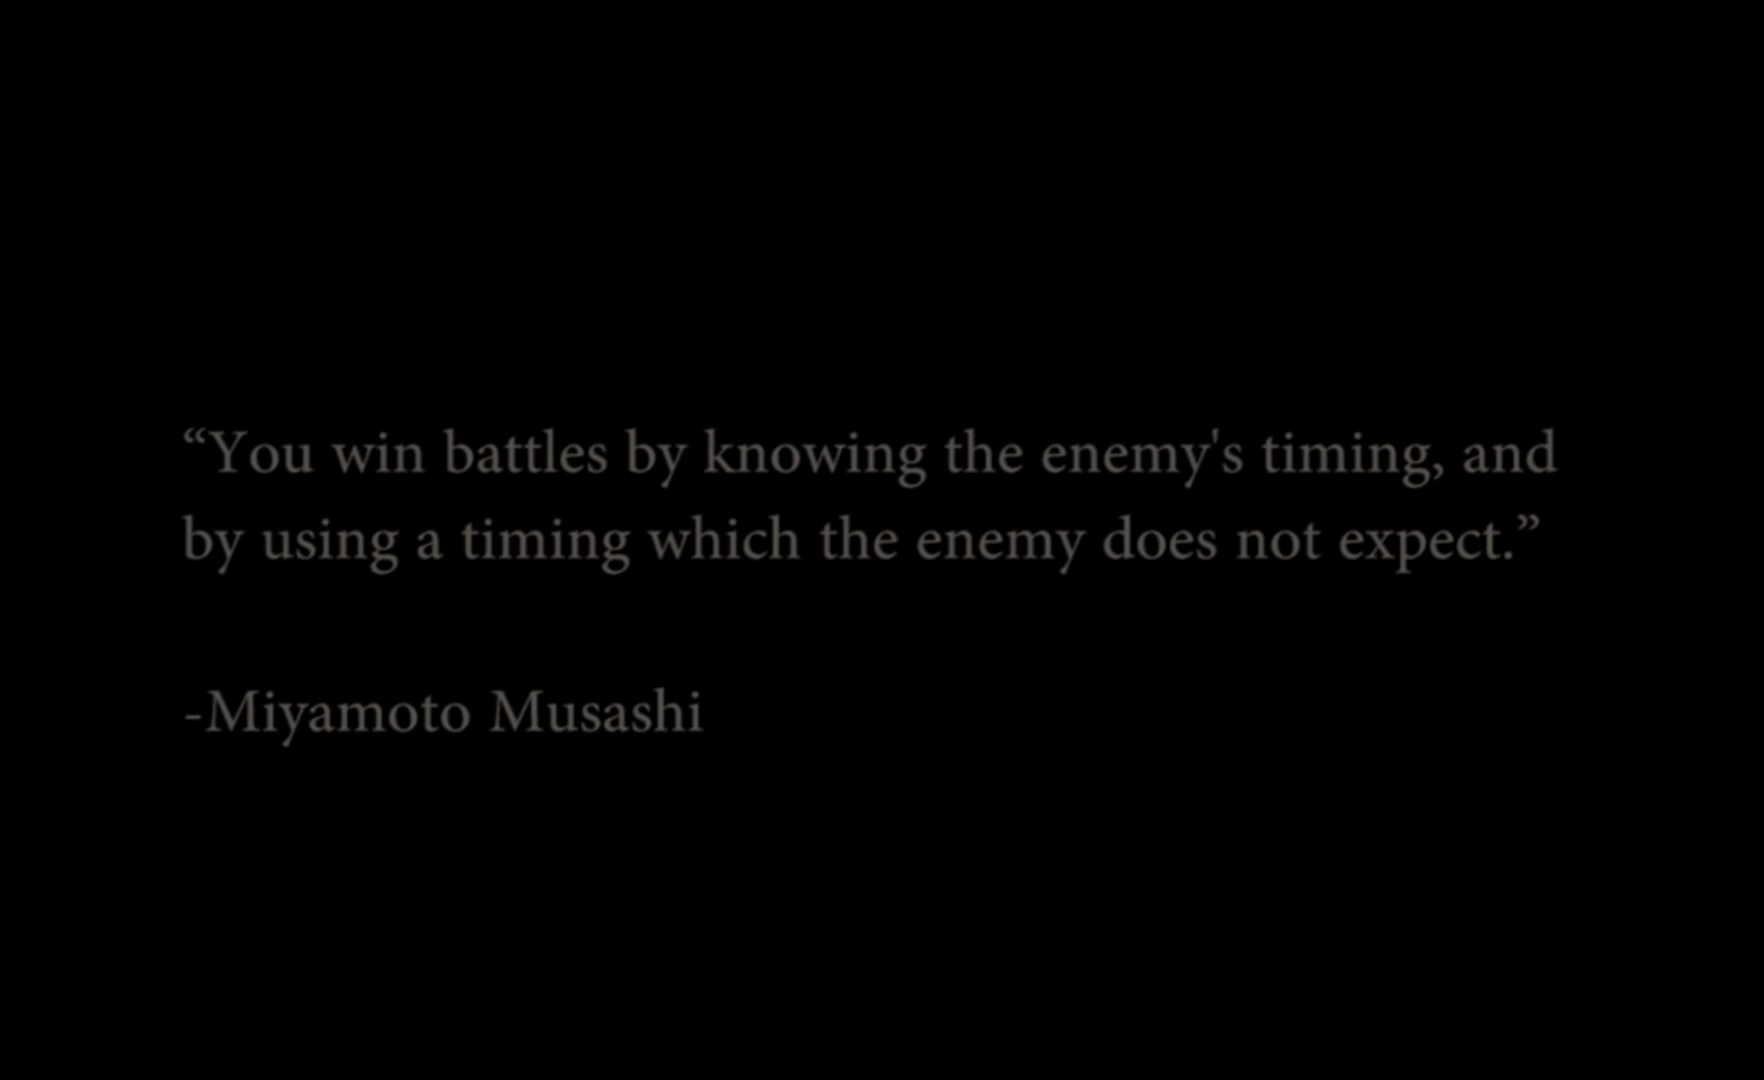 “You win battles by knowing the enemy's timing, and
by using a timing which the enemy does not expect.”
-Miyamoto Musashi